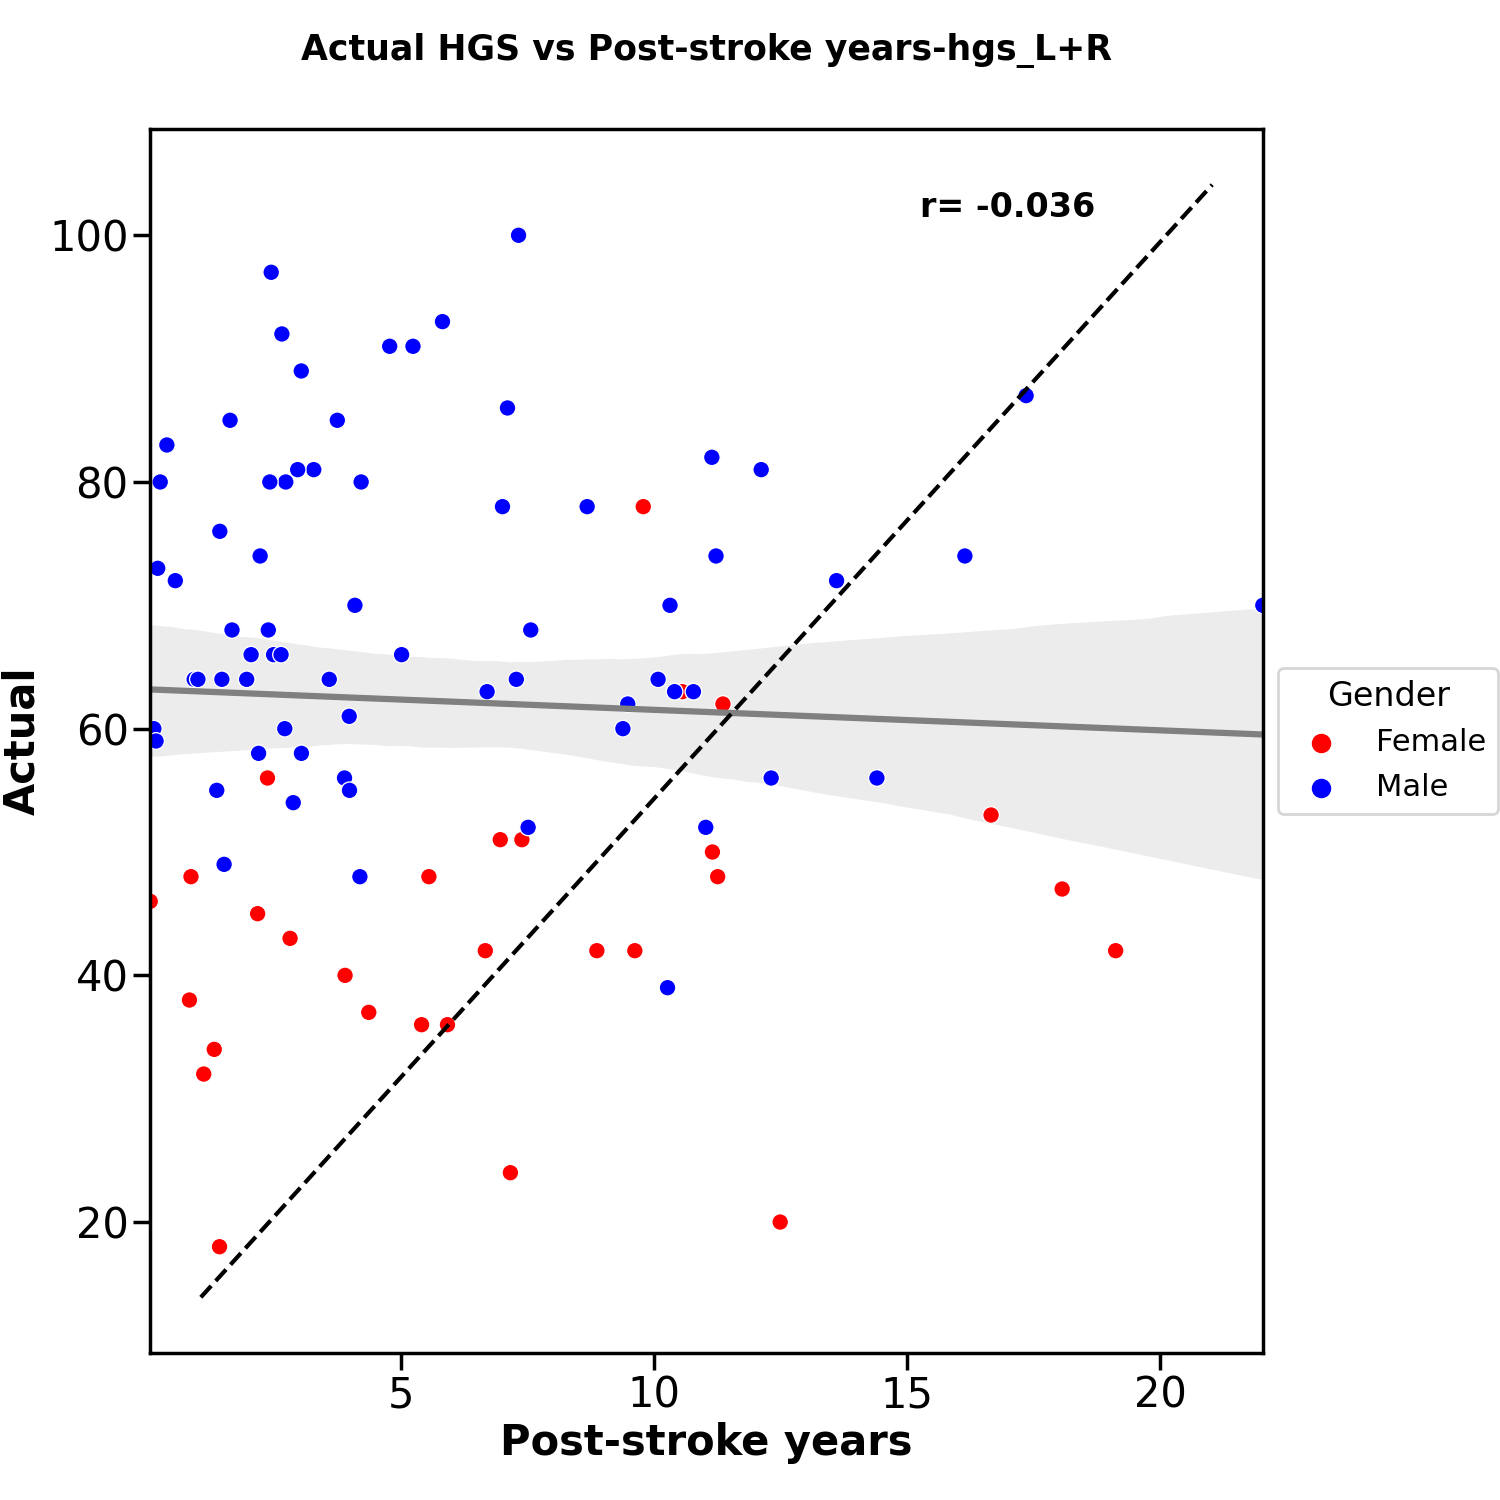 Actual HGS vs Post-stroke years-hgs_L+R
r= -0.036
100
80
60
40
20
Actual
5 10 15 20
Post-stroke years
Gender
Female
Male